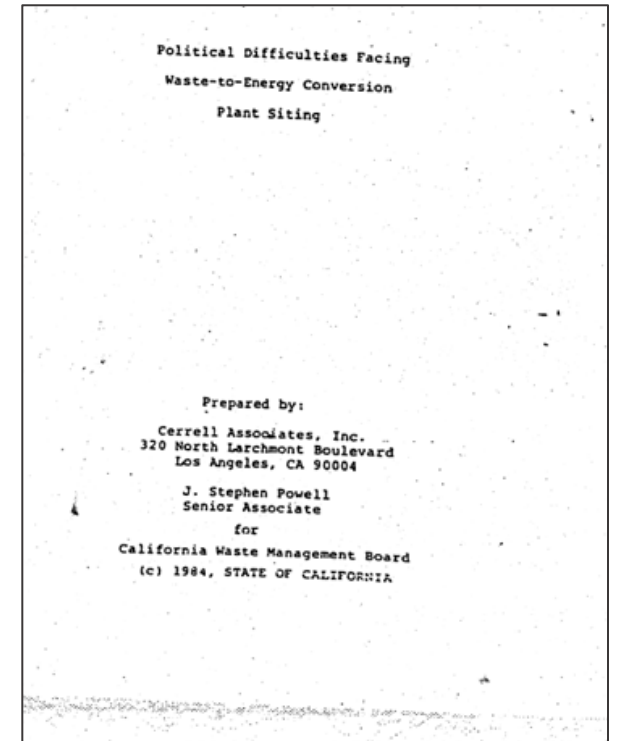 Political Difficulties Facing
Waste-to-Energy Conversion
Plant Siting
Prepared by:
Cerrell Associates, Inc.
320 North Larchmont Boulevard
Los Angeles, CA 90004
J. Stephen Powell
Senior Associate
for
California Waste Management Board
(c) 1984, STATE OF CALIFORNIA